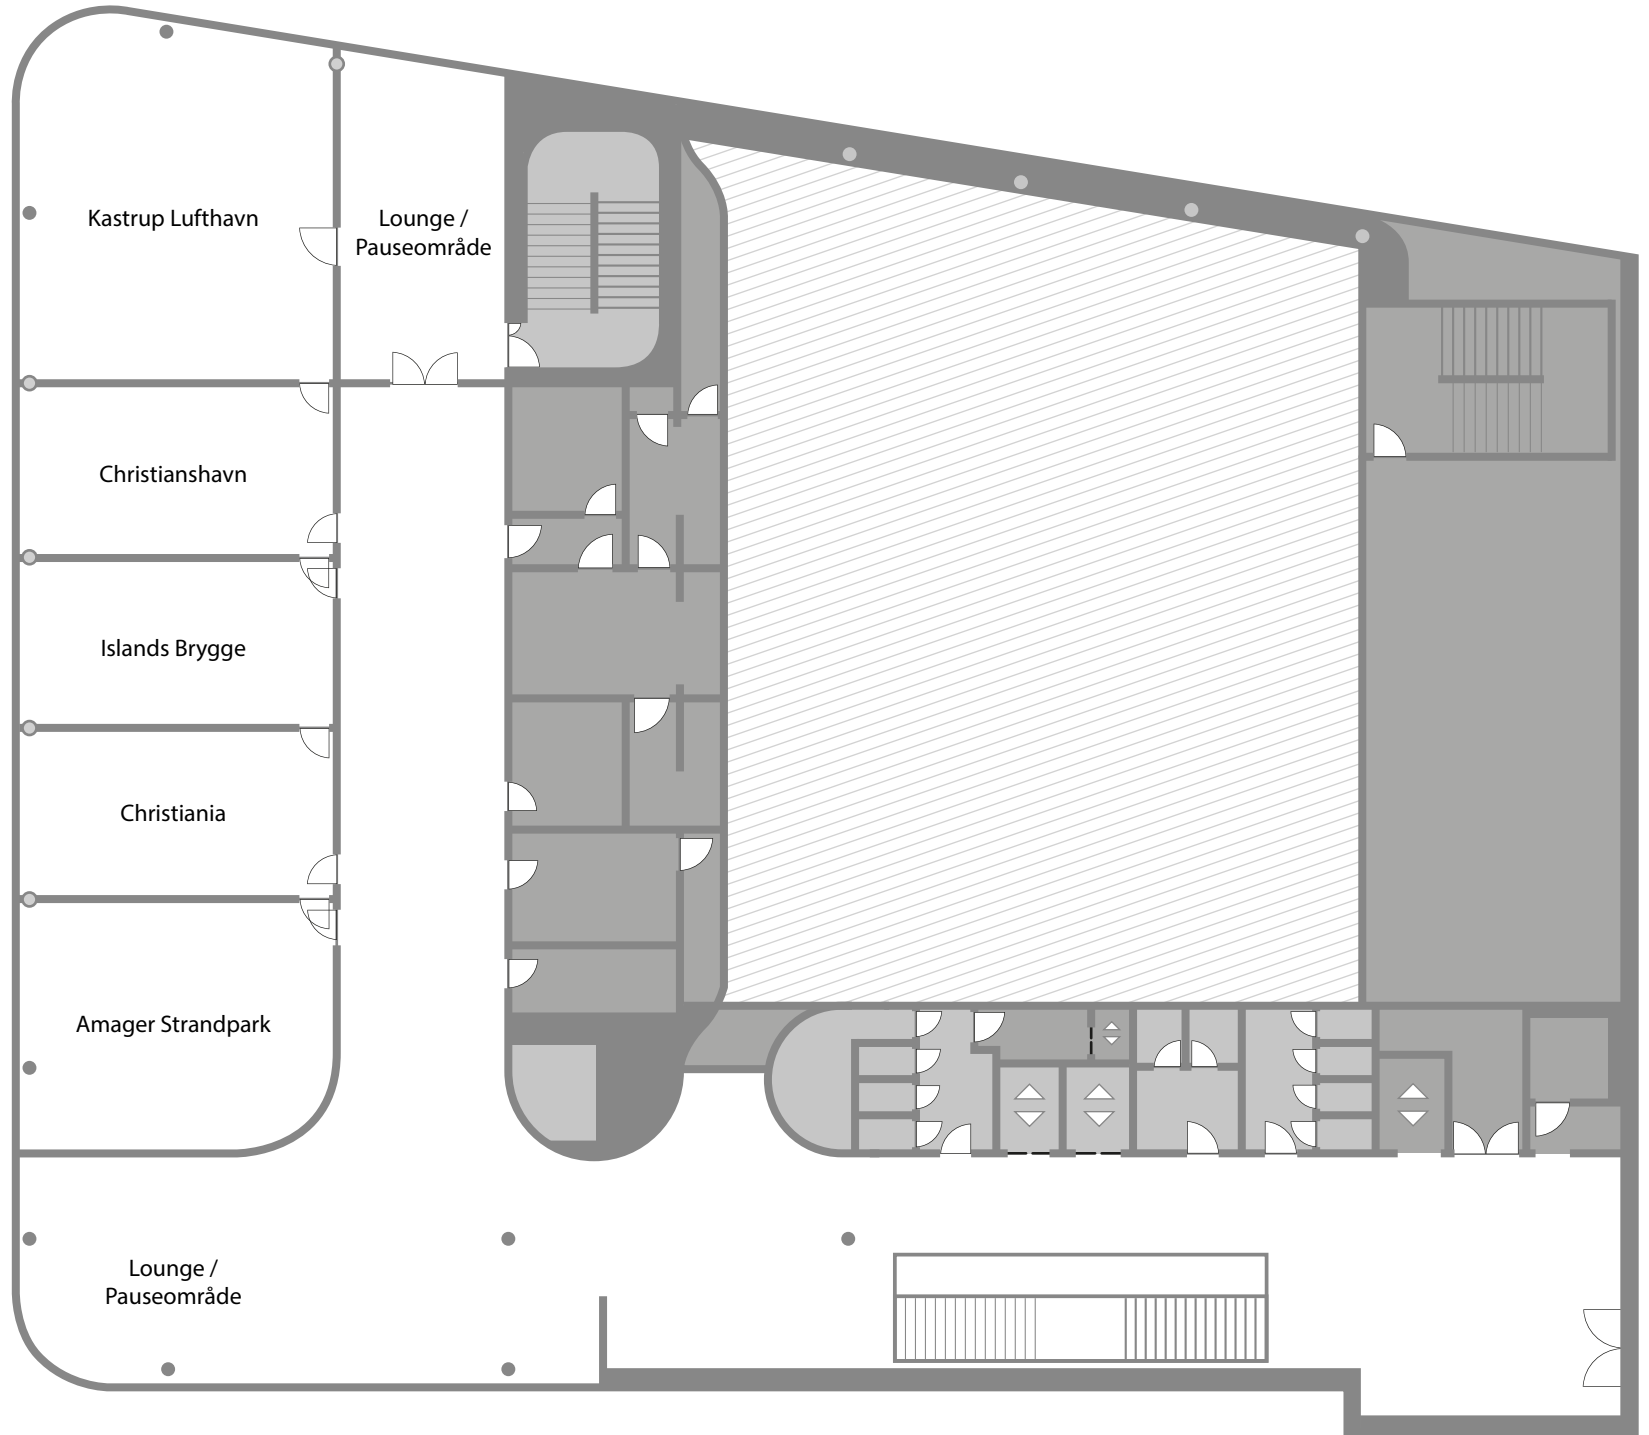 Kastrup Lufthavn
Lounge /
Pauseområde
Christianshavn
Islands Brygge
Christiania
Amager Strandpark
Lounge /
Pauseområde